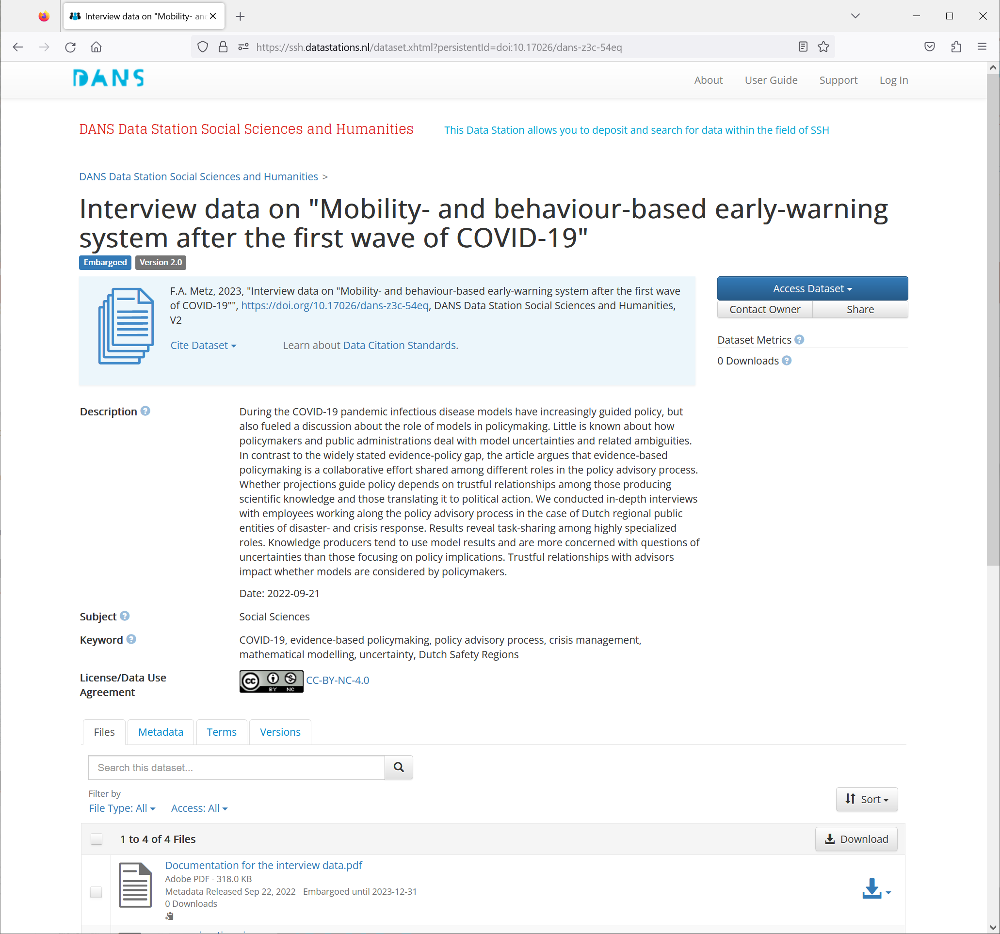 Interview data on "Mobility- an
https://ssh.datastations.nl/dataset.xhtml?persistentId=doi:10.17026/dans-z3c-54eq
DANS
About User Guide Support Log In
DANS Data Station Social Sciences and Humanities
This Data Station allows you to deposit and search for data within the field of SSH
DANS Data Station Social Sciences and Humanities >
Interview data on "Mobility- and behaviour-based early-warning
system after the first wave of COVID-19"
Embargoed Version 2.0
F.A. Metz, 2023, "Interview data on "Mobility- and behaviour-based early-warning system after the first wave
of COVID-19"", https://doi.org/10.17026/dans-z3c-54eq, DANS Data Station Social Sciences and Humanities,
V2
Cite Dataset
Learn about Data Citation Standards.
Access Dataset
Contact Owner Share
Dataset Metrics ?
0 Downloads ?
Description ?
During the COVID-19 pandemic infectious disease models have increasingly guided policy, but
also fueled a discussion about the role of models in policymaking. Little is known about how
policymakers and public administrations deal with model uncertainties and related ambiguities.
In contrast to the widely stated evidence-policy gap, the article argues that evidence-based
policymaking is a collaborative effort shared among different roles in the policy advisory process.
Whether projections guide policy depends on trustful relationships among those producing
scientific knowledge and those translating it to political action. We conducted in-depth interviews
with employees working along the policy advisory process in the case of Dutch regional public
entities of disaster- and crisis response. Results reveal task-sharing among highly specialized
roles. Knowledge producers tend to use model results and are more concerned with questions of
uncertainties than those focusing on policy implications. Trustful relationships with advisors
impact whether models are considered by policymakers.
Date: 2022-09-21
Subject ?
Social Sciences
Keyword ?
COVID-19, evidence-based policymaking, policy advisory process, crisis management,
mathematical modelling, uncertainty, Dutch Safety Regions
License/Data Use
Agreement
cc BY NC CC-BY-NC-4.0
Files Metadata Terms Versions
Search this dataset...
Filter by
File Type: All Access: All
Sort
1 to 4 of 4 Files
Download
Documentation for the interview data.pdf
Adobe PDF - 318.0 KB
Metadata Released Sep 22, 2022 Embargoed until 2023-12-31
0 Downloads